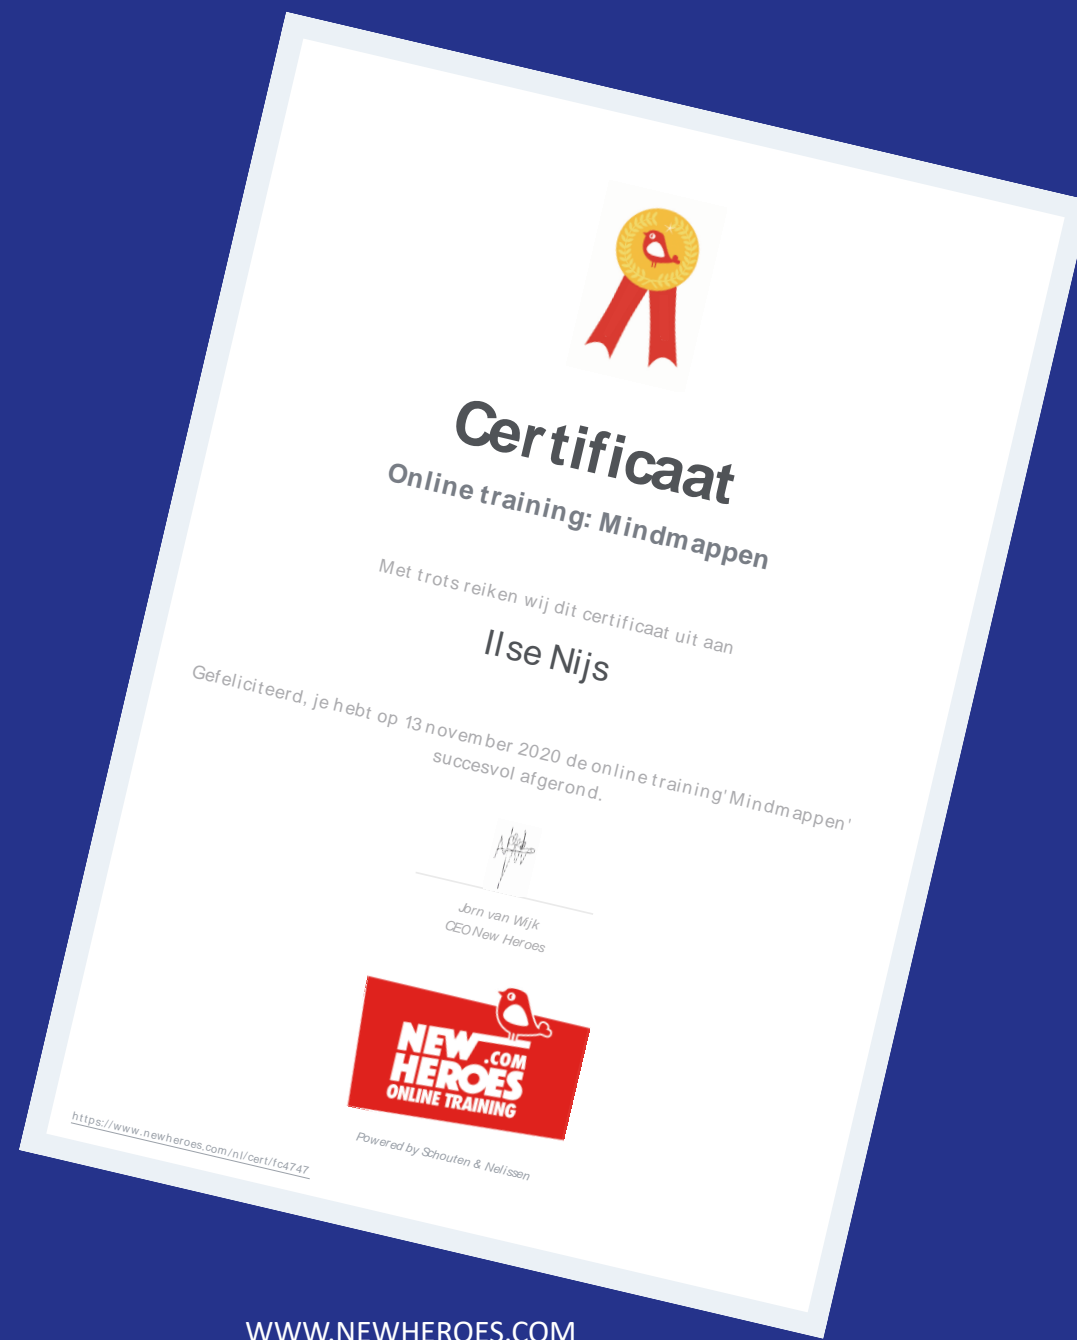 Certificaat
Online training: Mindmappen
Met trots reiken wij dit certificaat uit aan
Ilse Nijs
Gefeliciteerd, je hebt op 13 november 2020 de online training 'Mindmappen'
succesvol afgerond.
Jorn van Wijk
CEO New Heroes
NEW
.COM
HEROES
ONLINE TRAINING
Powered by Schouten & Nelissen
https://www.newheroes.com/nl/cert/fc4747
WWW.NEWHEROES.COM